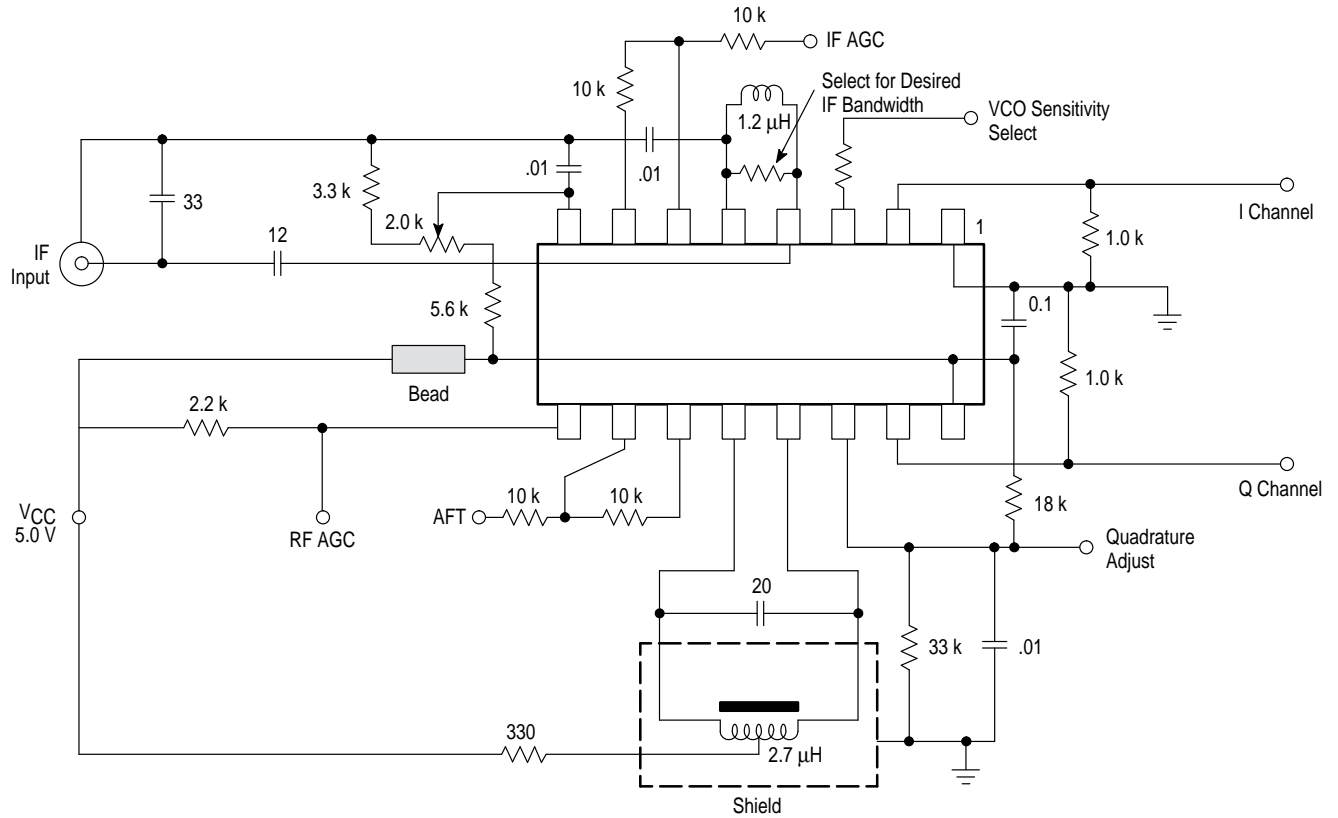 10 k
IF AGC
10 k
Select for Desired
IF Bandwidth
1.2 μH
VCO Sensitivity
Select
.01
.01
3.3 k
33
2.0 k
1
I Channel
1.0 k
12
IF
Input
5.6 k
0.1
Bead
1.0 k
2.2 k
Q Channel
10 k
10 k
18 k
VCC
5.0 V
RF AGC
AFT
Quadrature
Adjust
20
33 k
.01
330
2.7 μH
Shield